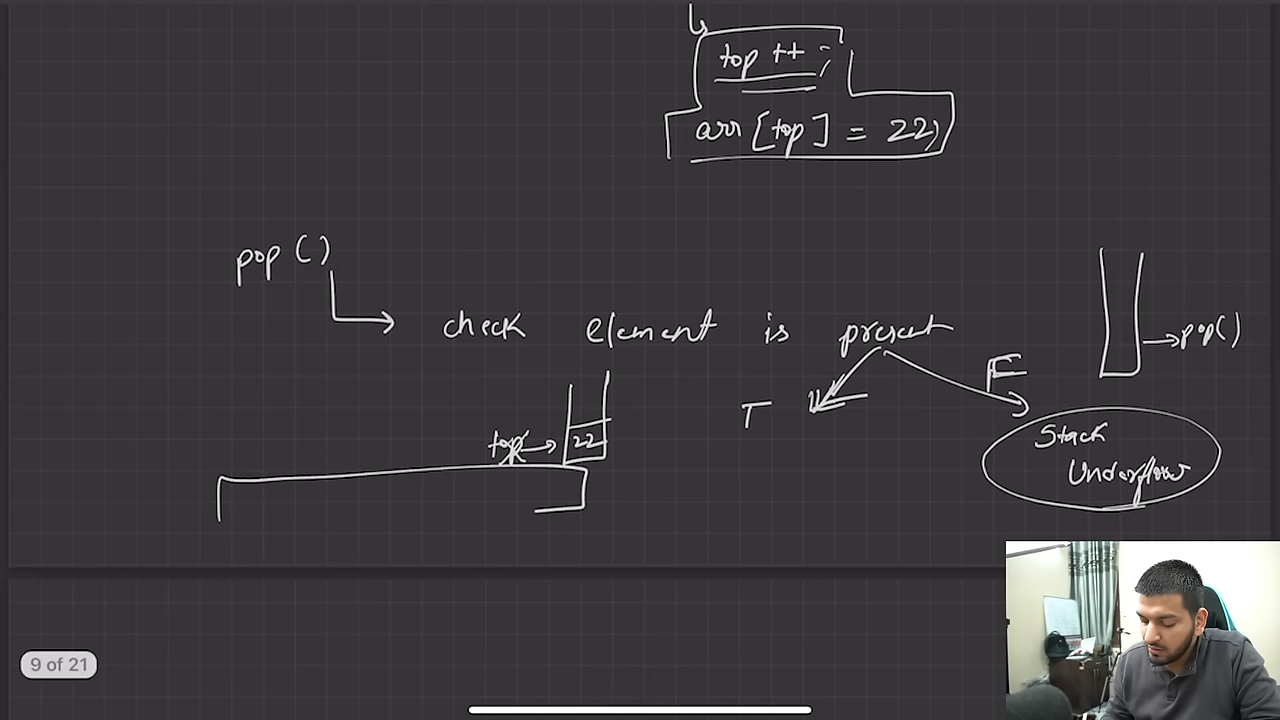 top ++ ;
arr [top] = 22;
pop ()
check element is present
pop()
F
T
top
22
Stack
Underflow
9 of 21